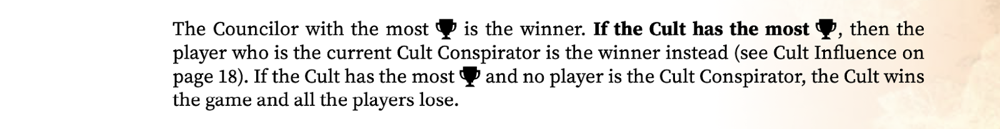 The Councilor with the most 🏆 is the winner. If the Cult has the most 🏆, then the
player who is the current Cult Conspirator is the winner instead (see Cult Influence on
page 18). If the Cult has the most 🏆 and no player is the Cult Conspirator, the Cult wins
the game and all the players lose.